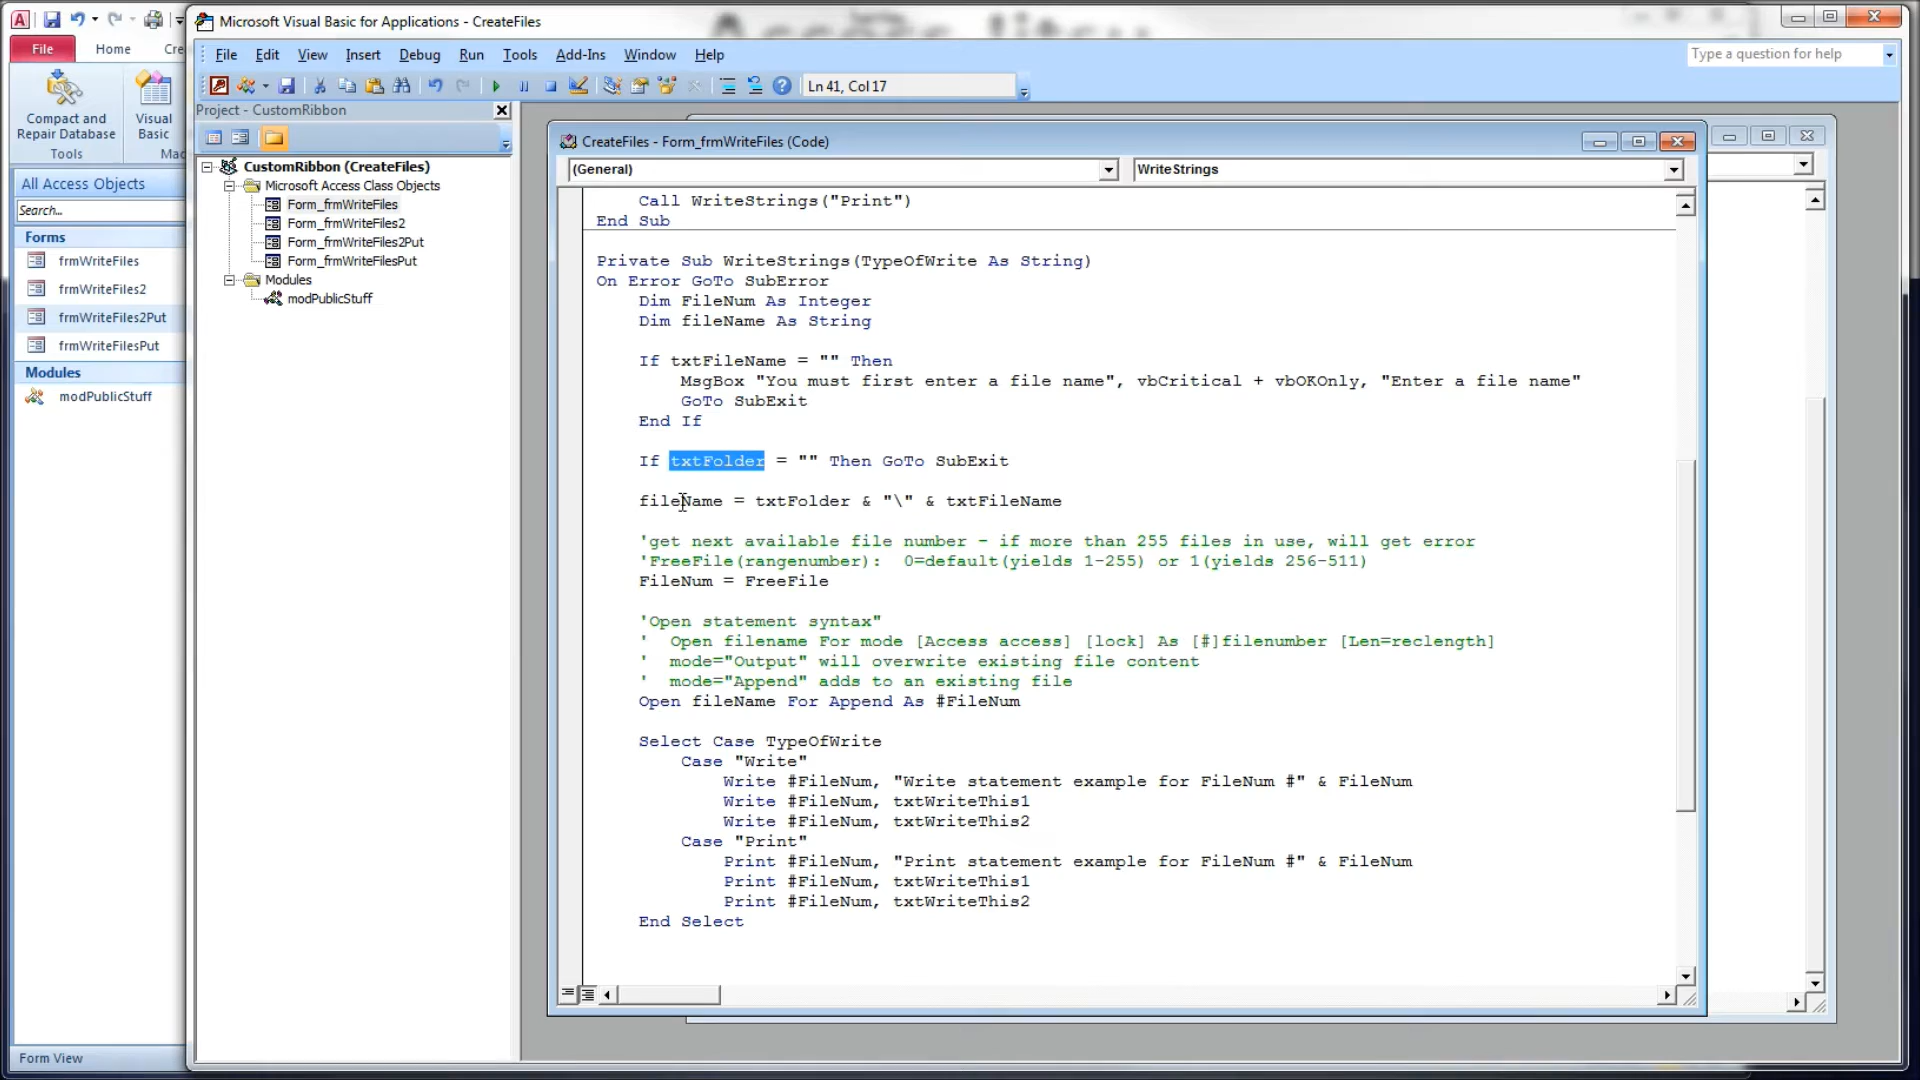 Microsoft Visual Basic for Applications - CreateFiles
File Home Cre
File Edit View Insert Debug Run Tools Add-Ins Window Help
Type a question for help
Ln 41, Col 17
Compact and
Repair Database
Tools
Visual
Basic
Mac
All Access Objects
Search...
Forms
frmWriteFiles
frmWriteFiles2
frmWriteFiles2Put
frmWriteFilesPut
Modules
modPublicStuff
Form View
Project - CustomRibbon
CustomRibbon (CreateFiles)
Microsoft Access Class Objects
Form_frmWriteFiles
Form_frmWriteFiles2
Form_frmWriteFiles2Put
Form_frmWriteFilesPut
Modules
modPublicStuff
CreateFiles - Form_frmWriteFiles (Code)
(General) WriteStrings
Call WriteStrings("Print")
End Sub
Private Sub WriteStrings(TypeOfWrite As String)
On Error GoTo SubError
Dim FileNum As Integer
Dim fileName As String
If txtFileName = "" Then
MsgBox "You must first enter a file name", vbCritical + vbOKOnly, "Enter a file name"
GoTo SubExit
End If
If txtFolder = "" Then GoTo SubExit
fileName = txtFolder & "\" & txtFileName
'get next available file number - if more than 255 files in use, will get error
'FreeFile(rangenumber):  0=default(yields 1-255) or 1(yields 256-511)
FileNum = FreeFile
'Open statement syntax"
'  Open filename For mode [Access access] [lock] As [#]filenumber [Len=reclength]
'  mode="Output" will overwrite existing file content
'  mode="Append" adds to an existing file
Open fileName For Append As #FileNum
Select Case TypeOfWrite
Case "Write"
Write #FileNum, "Write statement example for FileNum #" & FileNum
Write #FileNum, txtWriteThis1
Write #FileNum, txtWriteThis2
Case "Print"
Print #FileNum, "Print statement example for FileNum #" & FileNum
Print #FileNum, txtWriteThis1
Print #FileNum, txtWriteThis2
End Select